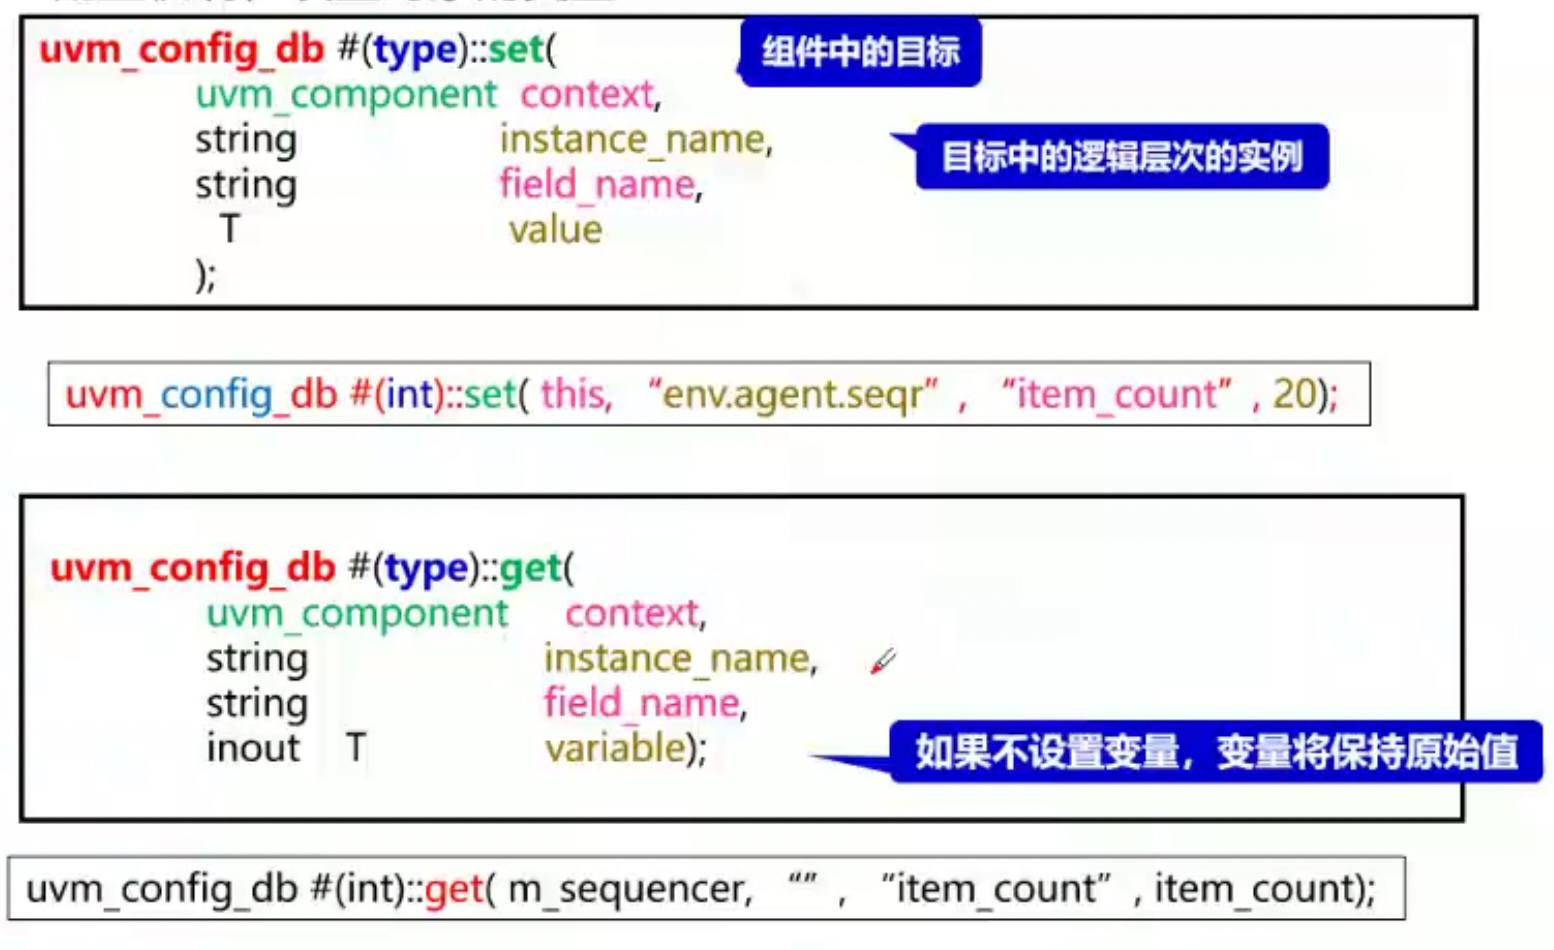 uvm_config_db #(type)::set(
组件中的目标
uvm_component context,
string instance_name,
目标中的逻辑层次的实例
string field_name,
T value
);
uvm_config_db #(int)::set( this, “env.agent.seqr” , “item_count” , 20);
uvm_config_db #(type)::get(
uvm_component context,
string instance_name,
string field_name,
inout T variable);
如果不设置变量，变量将保持原始值
uvm_config_db #(int)::get( m_sequencer, “” , “item_count” , item_count);